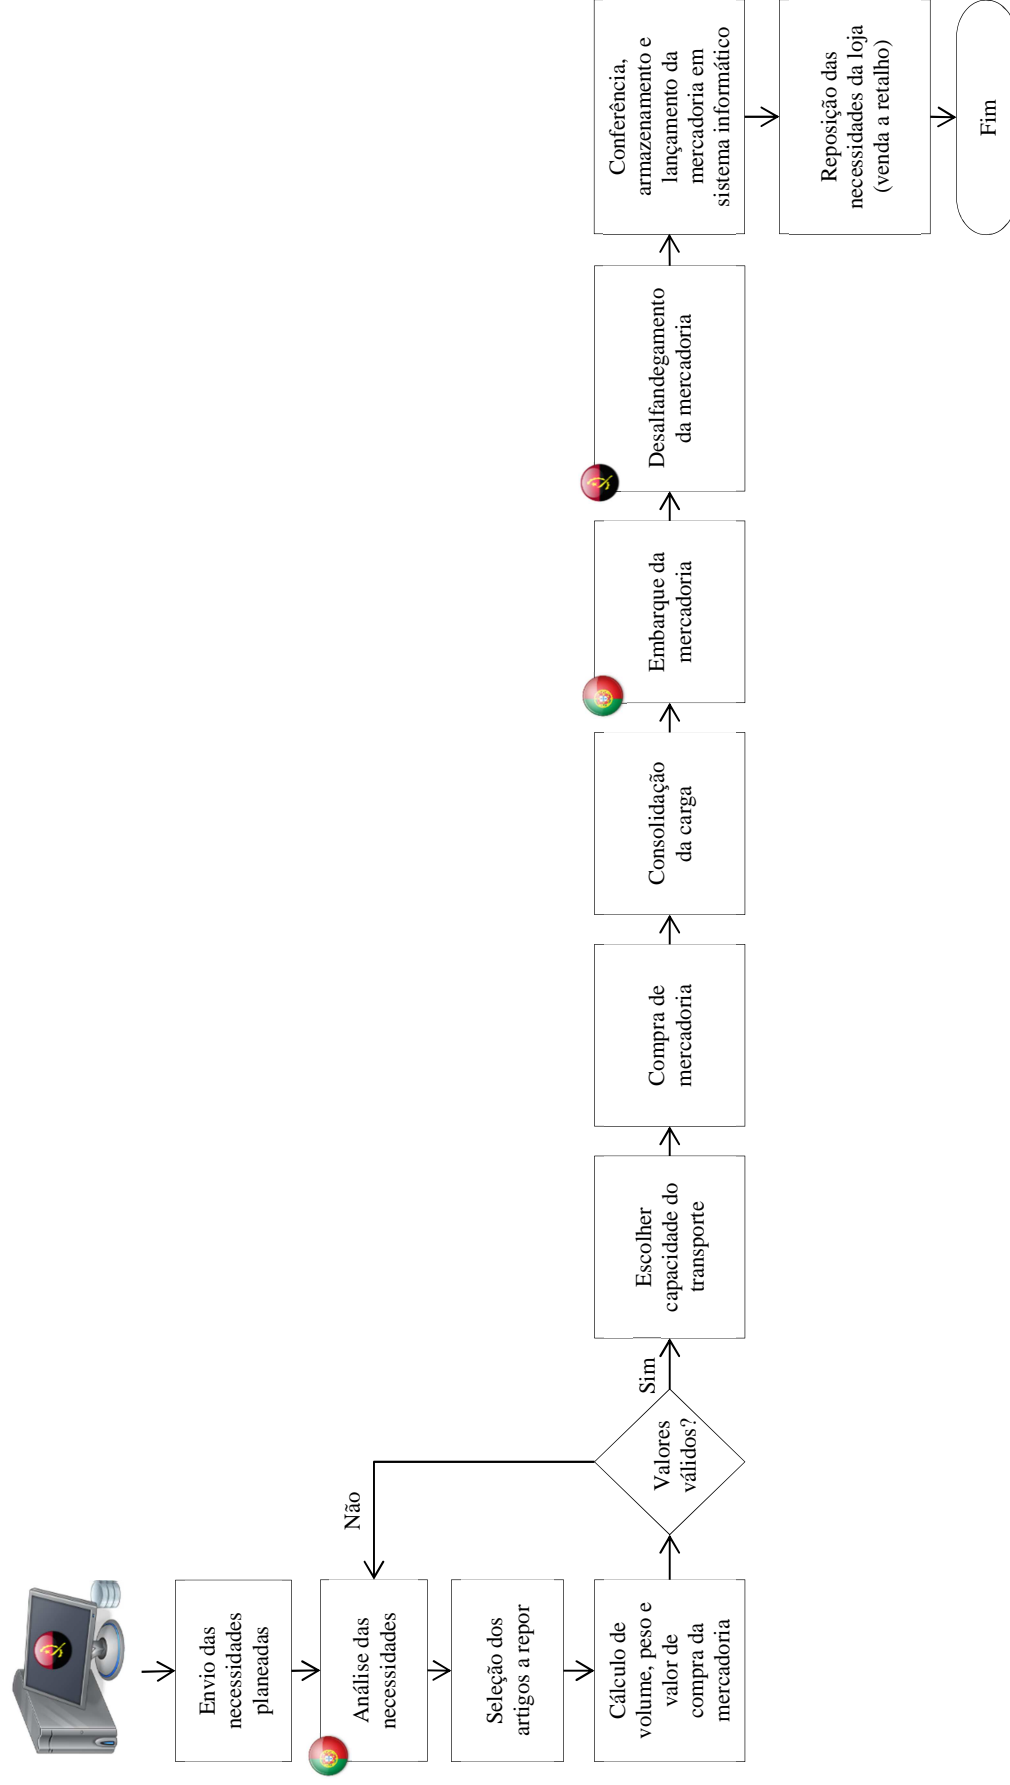 Envio das
necessidades
planeadas
Análise das
necessidades
Seleção dos
artigos a repor
Cálculo de
volume, peso e
valor de
compra da
mercadoria
Valores
válidos?
Não
Sim
Escolher
capacidade do
transporte
Compra de
mercadoria
Consolidação
da carga
Embarque da
mercadoria
Desalfandegamento
da mercadoria
Conferência,
armazenamento e
lançamento da
mercadoria em
sistema informático
Reposição das
necessidades da loja
(venda a retalho)
Fim